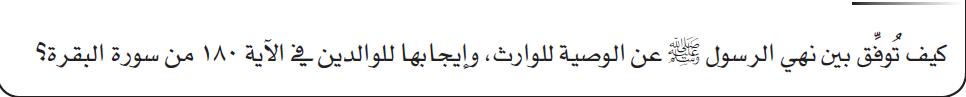 كيف تُوفِّق بين نهي الرسول ﷺ عن الوصية للوارث، وإيجابها للوالدين في الآية ١٨٠ من سورة البقرة؟